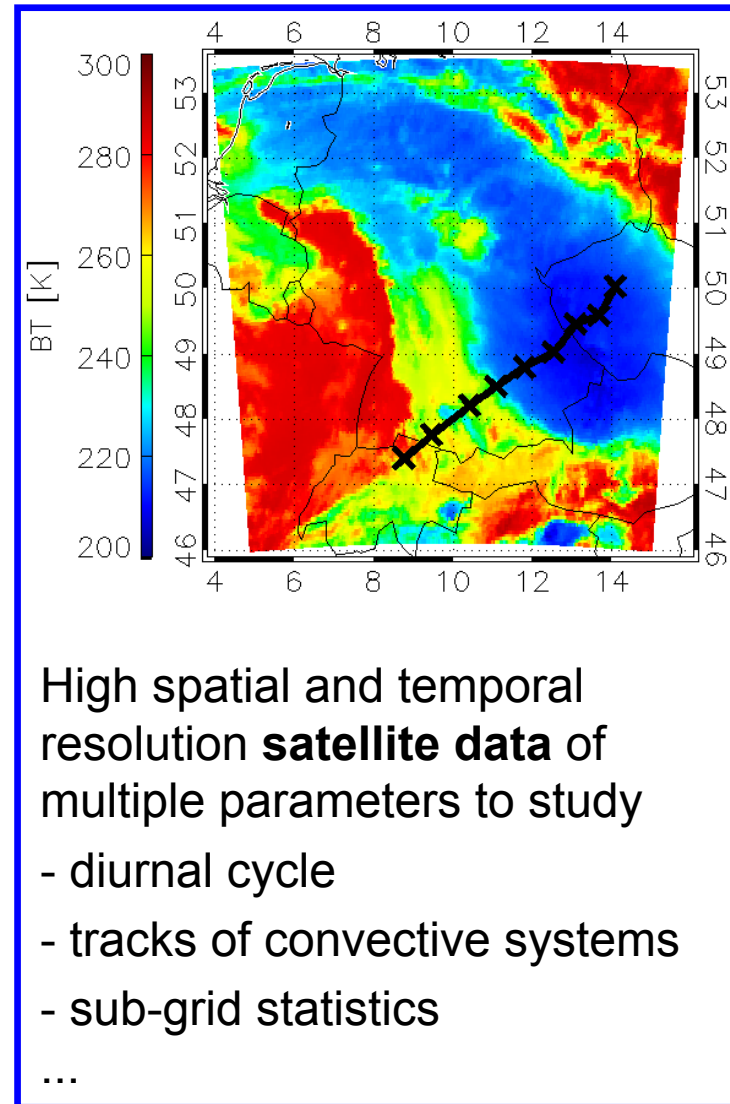 4 6 8 10 12 14
300
280
260
240
220
200
BT [K]
53
52
51
50
49
48
47
46
53
52
51
50
49
48
47
46
4 6 8 10 12 14
High spatial and temporal
resolution satellite data of
multiple parameters to study
- diurnal cycle
- tracks of convective systems
- sub-grid statistics
...